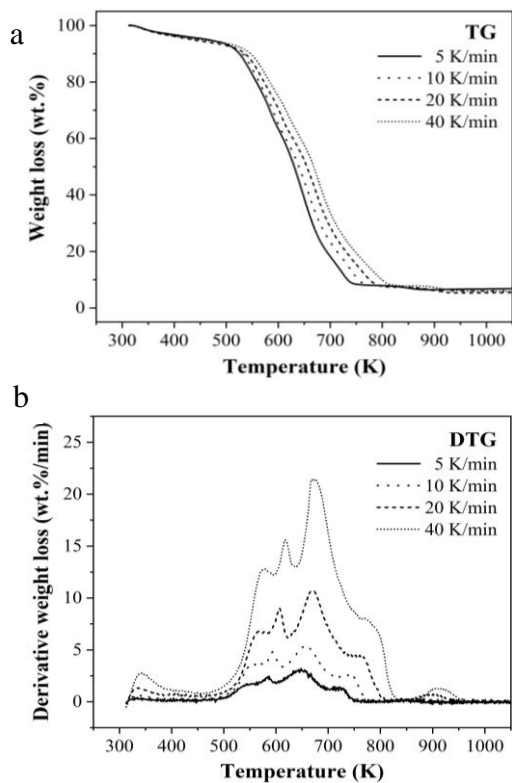 a
TG
5 K/min
10 K/min
20 K/min
40 K/min
Weight loss (wt.%)
100
80
60
40
20
0
300 400 500 600 700 800 900 1000
Temperature (K)
b
DTG
5 K/min
10 K/min
20 K/min
40 K/min
Derivative weight loss (wt.%/min)
25
20
15
10
5
0
300 400 500 600 700 800 900 1000
Temperature (K)